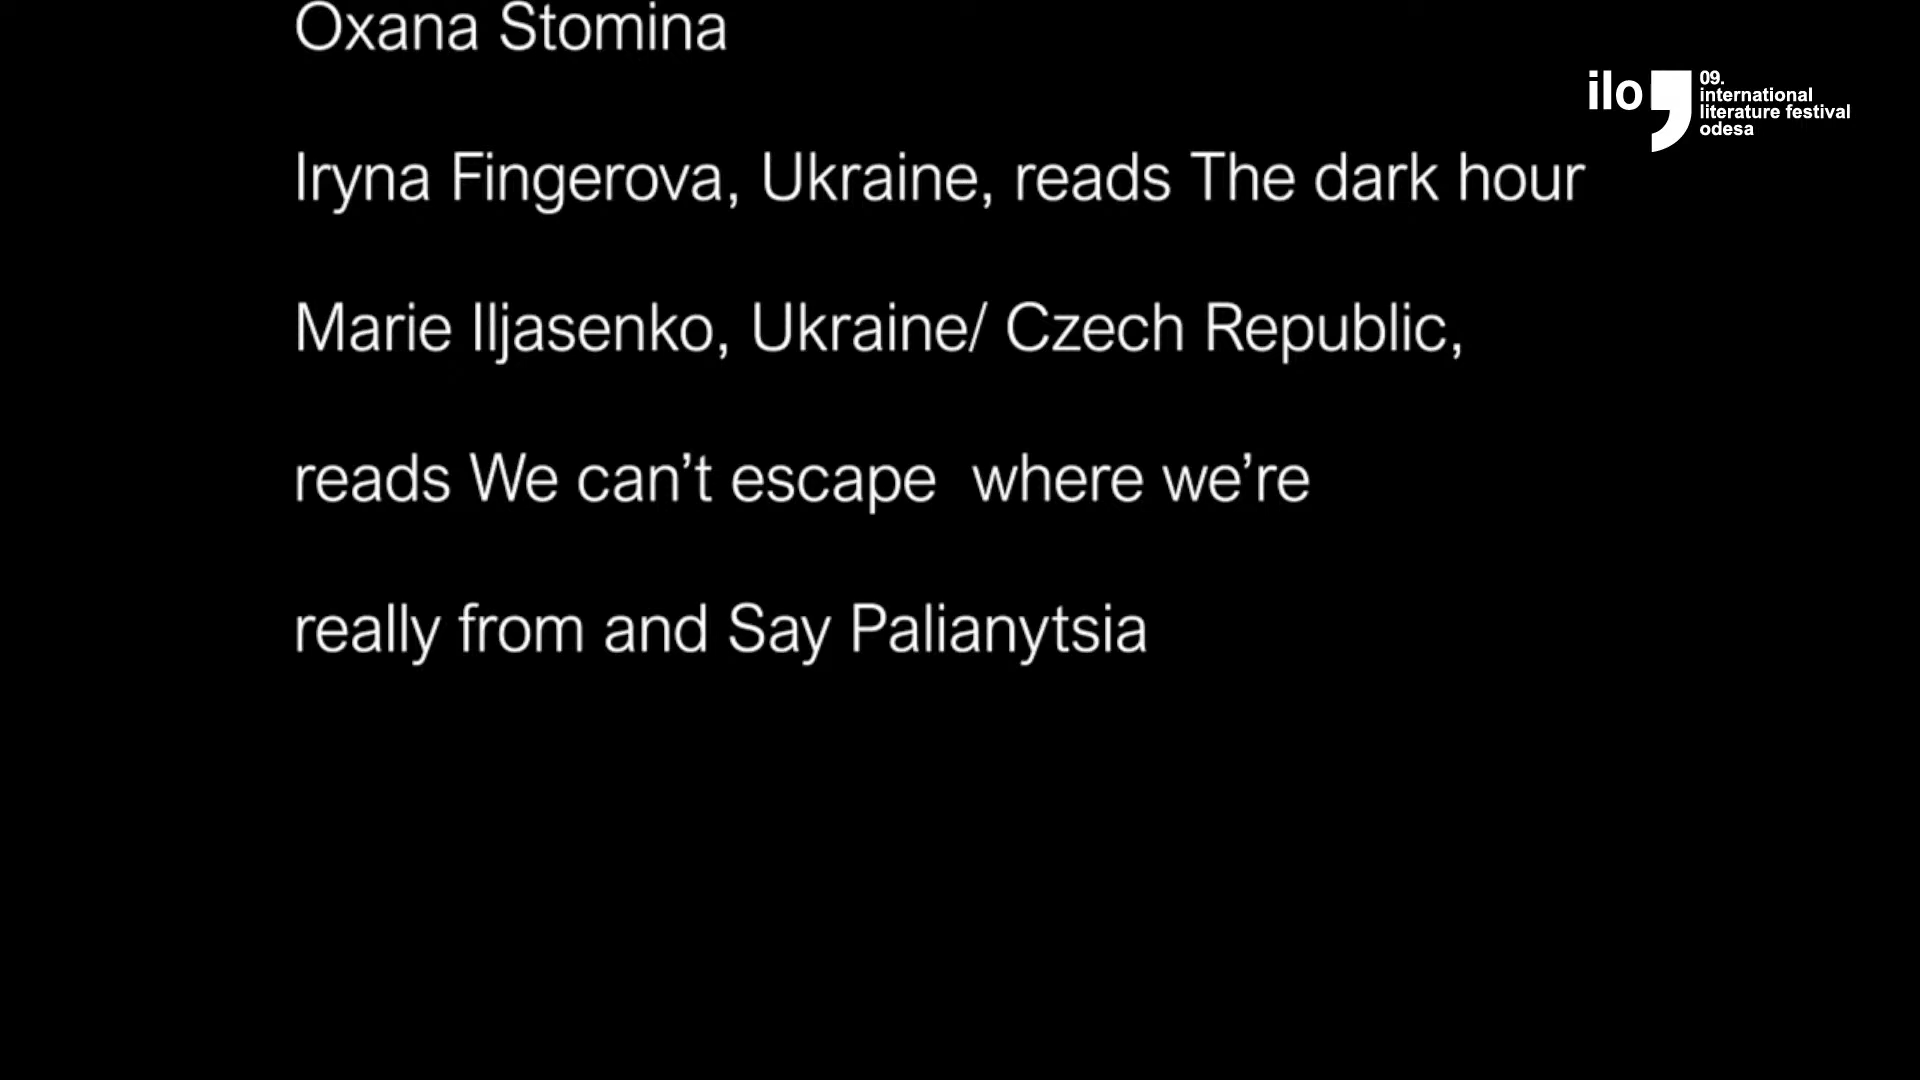 Oxana Stomina
ilo
09.
international
literature festival
odesa
Iryna Fingerova, Ukraine, reads The dark hour
Marie Iljasenko, Ukraine/ Czech Republic,
reads We can’t escape  where we’re
really from and Say Palianytsia